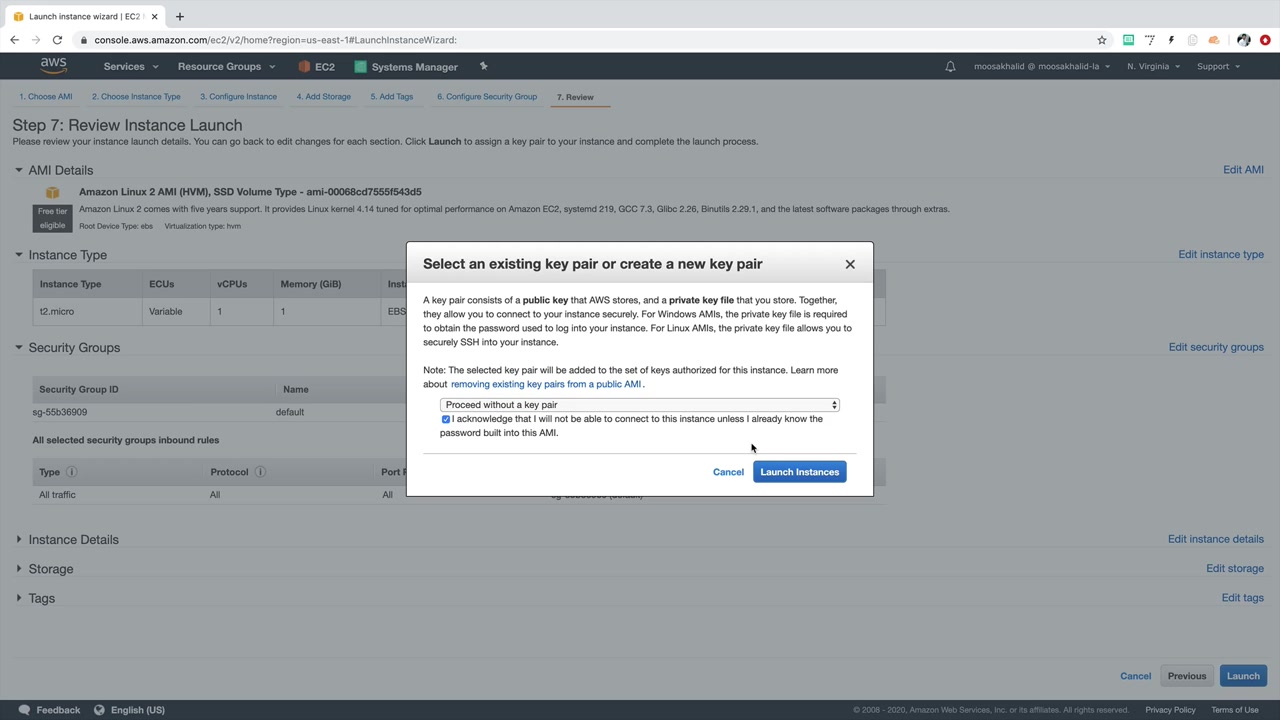 Launch instance wizard | EC2
console.aws.amazon.com/ec2/v2/home?region=us-east-1#LaunchInstanceWizard:
aws Services Resource Groups EC2 Systems Manager moosakhalid @ moosakhalid-la N. Virginia Support
1. Choose AMI 2. Choose Instance Type 3. Configure Instance 4. Add Storage 5. Add Tags 6. Configure Security Group 7. Review
Step 7: Review Instance Launch
Please review your instance launch details. You can go back to edit changes for each section. Click Launch to assign a key pair to your instance and complete the launch process.
AMI Details Edit AMI
Amazon Linux 2 AMI (HVM), SSD Volume Type - ami-00068cd7555f543d5
Free tier eligible
Amazon Linux 2 comes with five years support. It provides Linux kernel 4.14 tuned for optimal performance on Amazon EC2, systemd 219, GCC 7.3, Glibc 2.26, Binutils 2.29.1, and the latest software packages through extras.
Root Device Type: ebs Virtualization type: hvm
Instance Type Edit instance type
Instance Type ECUs vCPUs Memory (GiB)
t2.micro Variable 1 1 EBS
Security Groups Edit security groups
Security Group ID Name
sg-55b36909 default
All selected security groups inbound rules
Type Protocol Port
All traffic All All
Instance Details Edit instance details
Storage Edit storage
Tags Edit tags
Select an existing key pair or create a new key pair
A key pair consists of a public key that AWS stores, and a private key file that you store. Together,
they allow you to connect to your instance securely. For Windows AMIs, the private key file is required
to obtain the password used to log into your instance. For Linux AMIs, the private key file allows you to
securely SSH into your instance.
Note: The selected key pair will be added to the set of keys authorized for this instance. Learn more
about removing existing key pairs from a public AMI .
Proceed without a key pair
I acknowledge that I will not be able to connect to this instance unless I already know the
password built into this AMI.
Cancel Launch Instances
Cancel Previous Launch
Feedback English (US) © 2008 - 2020, Amazon Web Services, Inc. or its affiliates. All rights reserved. Privacy Policy Terms of Use